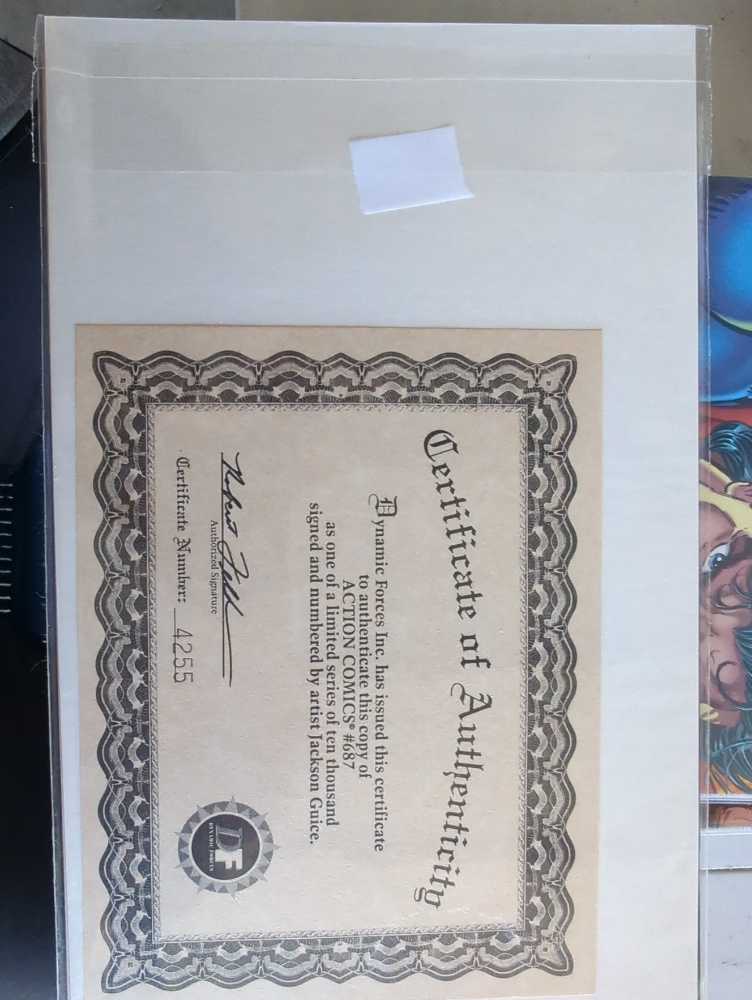 Certificate of Authenticity
Dynamic Forces Inc. has issued this certificate
to authenticate this copy of
ACTION COMICS® #687
as one of a limited series of ten thousand
signed and numbered by artist Jackson Guice.
Authorized Signature
Certificate Number: 4255
DF
DYNAMIC FORCES